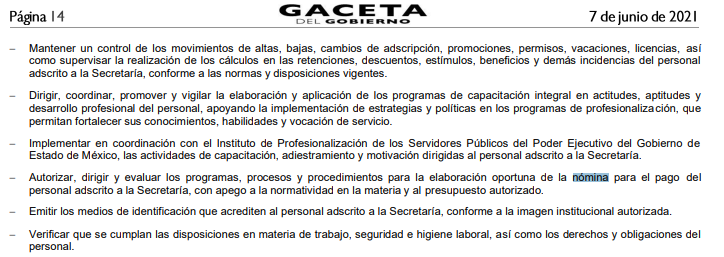 Página 14
GACETA
DEL GOBIERNO
7 de junio de 2021
– Mantener un control de los movimientos de altas, bajas, cambios de adscripción, promociones, permisos, vacaciones, licencias, así
como supervisar la realización de los cálculos en las retenciones, descuentos, estímulos, beneficios y demás incidencias del personal
adscrito a la Secretaría, conforme a las normas y disposiciones vigentes.
– Dirigir, coordinar, promover y vigilar la elaboración y aplicación de los programas de capacitación integral en actitudes, aptitudes y
desarrollo profesional del personal, apoyando la implementación de estrategias y políticas en los programas de profesionalización, que
permitan fortalecer sus conocimientos, habilidades y vocación de servicio.
– Implementar en coordinación con el Instituto de Profesionalización de los Servidores Públicos del Poder Ejecutivo del Gobierno de
Estado de México, las actividades de capacitación, adiestramiento y motivación dirigidas al personal adscrito a la Secretaría.
– Autorizar, dirigir y evaluar los programas, procesos y procedimientos para la elaboración oportuna de la nómina para el pago del
personal adscrito a la Secretaría, con apego a la normatividad en la materia y al presupuesto autorizado.
– Emitir los medios de identificación que acrediten al personal adscrito a la Secretaría, conforme a la imagen institucional autorizada.
– Verificar que se cumplan las disposiciones en materia de trabajo, seguridad e higiene laboral, así como los derechos y obligaciones del
personal.